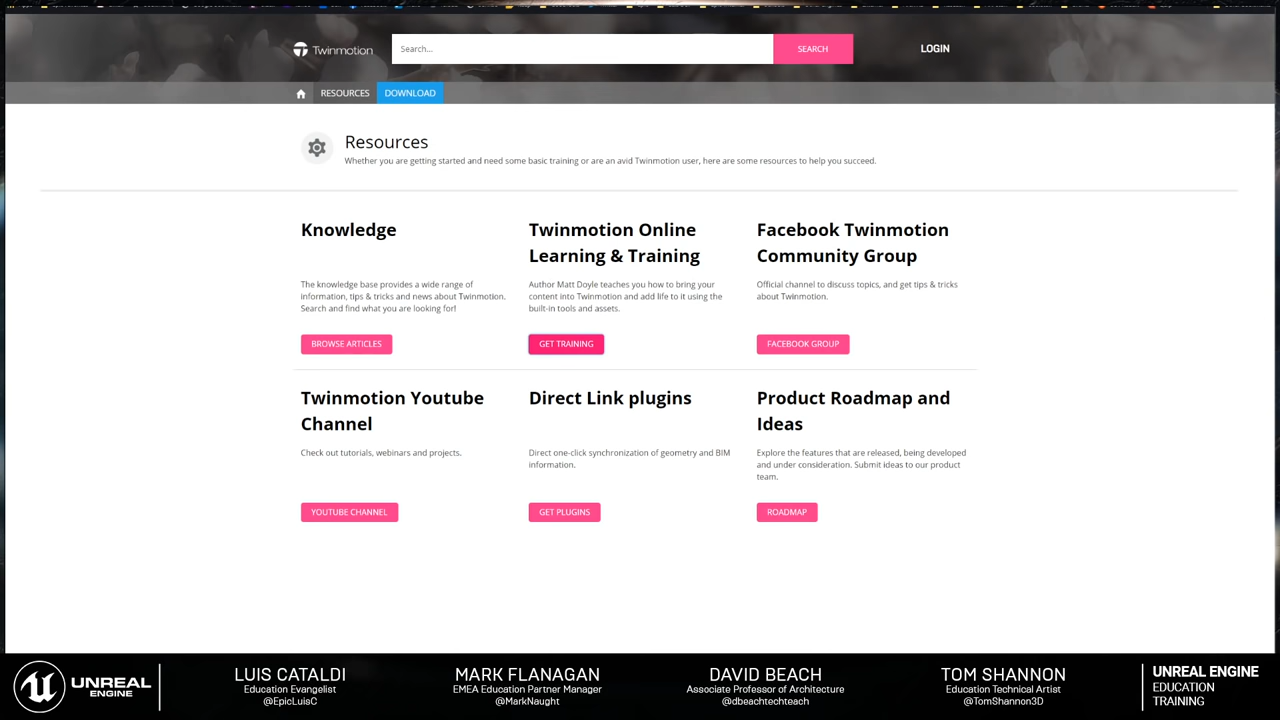 Twinmotion
Search...
SEARCH
LOGIN
RESOURCES
DOWNLOAD
Resources
Whether you are getting started and need some basic training or are an avid Twinmotion user, here are some resources to help you succeed.
Knowledge
The knowledge base provides a wide range of
information, tips & tricks and news about Twinmotion.
Search and find what you are looking for!
BROWSE ARTICLES
Twinmotion Online
Learning & Training
Author Matt Doyle teaches you how to bring your
content into Twinmotion and add life to it using the
built-in tools and assets.
GET TRAINING
Facebook Twinmotion
Community Group
Official channel to discuss topics, and get tips & tricks
about Twinmotion.
FACEBOOK GROUP
Twinmotion Youtube
Channel
Check out tutorials, webinars and projects.
YOUTUBE CHANNEL
Direct Link plugins
Direct one-click synchronization of geometry and BIM
information.
GET PLUGINS
Product Roadmap and
Ideas
Explore the features that are released, being developed
and under consideration. Submit ideas to our product
team.
ROADMAP
UNREAL
ENGINE
LUIS CATALDI
Education Evangelist
@EpicLuisC
MARK FLANAGAN
EMEA Education Partner Manager
@MarkNaught
DAVID BEACH
Associate Professor of Architecture
@dbeachtechteach
TOM SHANNON
Education Technical Artist
@TomShannon3D
UNREAL ENGINE
EDUCATION
TRAINING